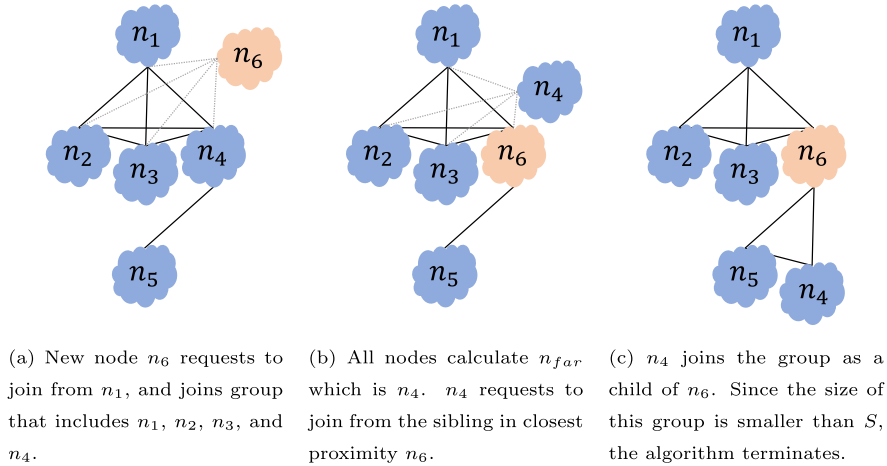 n1
n6
n2
n3
n4
n5
n1
n4
n2
n3
n6
n5
n1
n2
n3
n6
n5
n4
(a) New node n6 requests to
join from n1, and joins group
that includes n1, n2, n3, and
n4.
(b) All nodes calculate nfar
which is n4. n4 requests to
join from the sibling in closest
proximity n6.
(c) n4 joins the group as a
child of n6. Since the size of
this group is smaller than S,
the algorithm terminates.